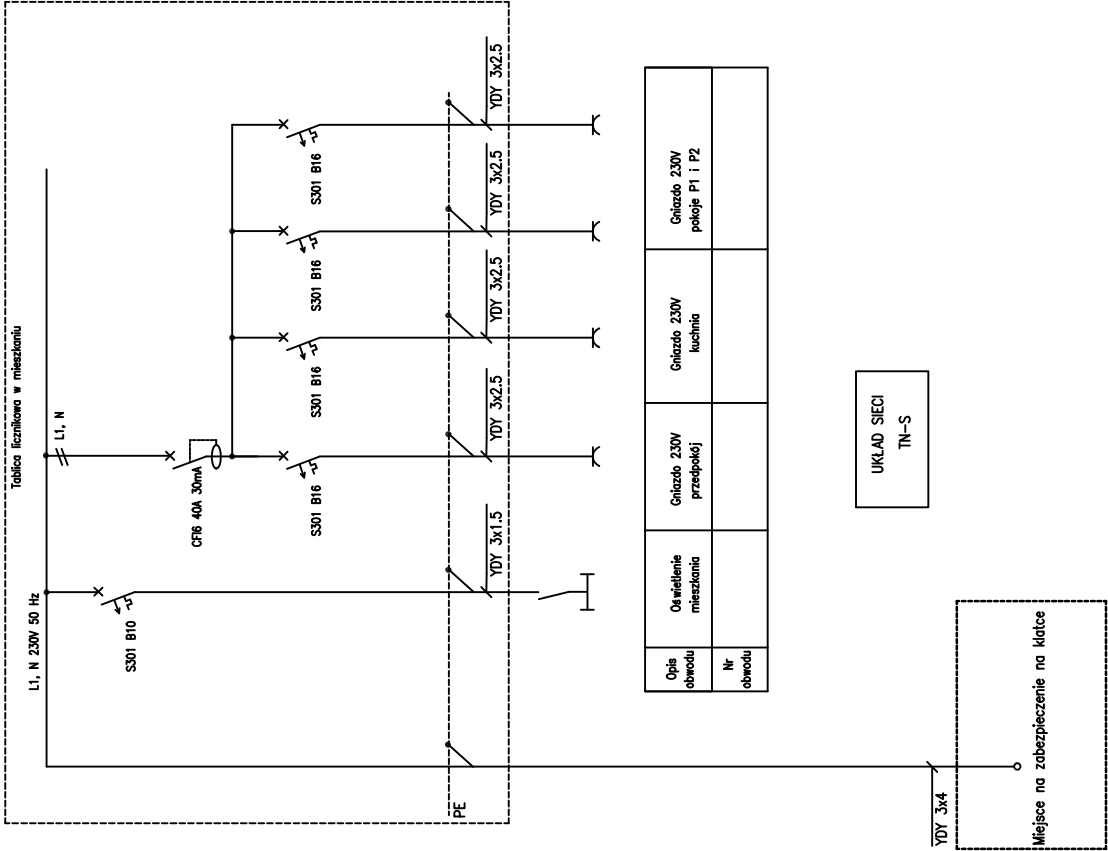 Tablica licznikowa w mieszkaniu
L1, N 230V 50 Hz
L1, N
S301 B10
CFI6 40A 30mA
S301 B16
S301 B16
S301 B16
S301 B16
PE
YDY 3x1.5
YDY 3x2.5
YDY 3x2.5
YDY 3x2.5
YDY 3x2.5
Opis
obwodu
Oświetlenie
mieszkania
Gniazdo 230V
przedpokój
Gniazdo 230V
kuchnia
Gniazdo 230V
pokoje P1 i P2
Nr
obwodu
UKŁAD SIECI
TN-S
YDY 3x4
Miejsce na zabezpieczenie na klatce